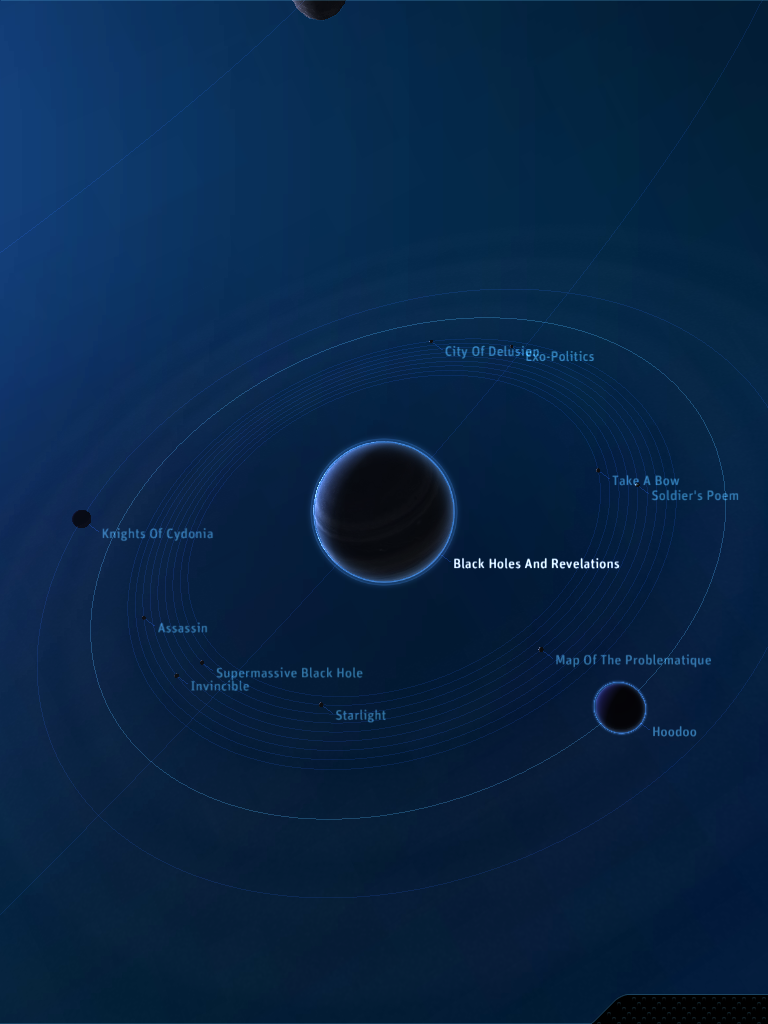 City Of Delusion
Exo-Politics
Take A Bow
Soldier's Poem
Knights Of Cydonia
Black Holes And Revelations
Assassin
Map Of The Problematique
Supermassive Black Hole
Invincible
Starlight
Hoodoo